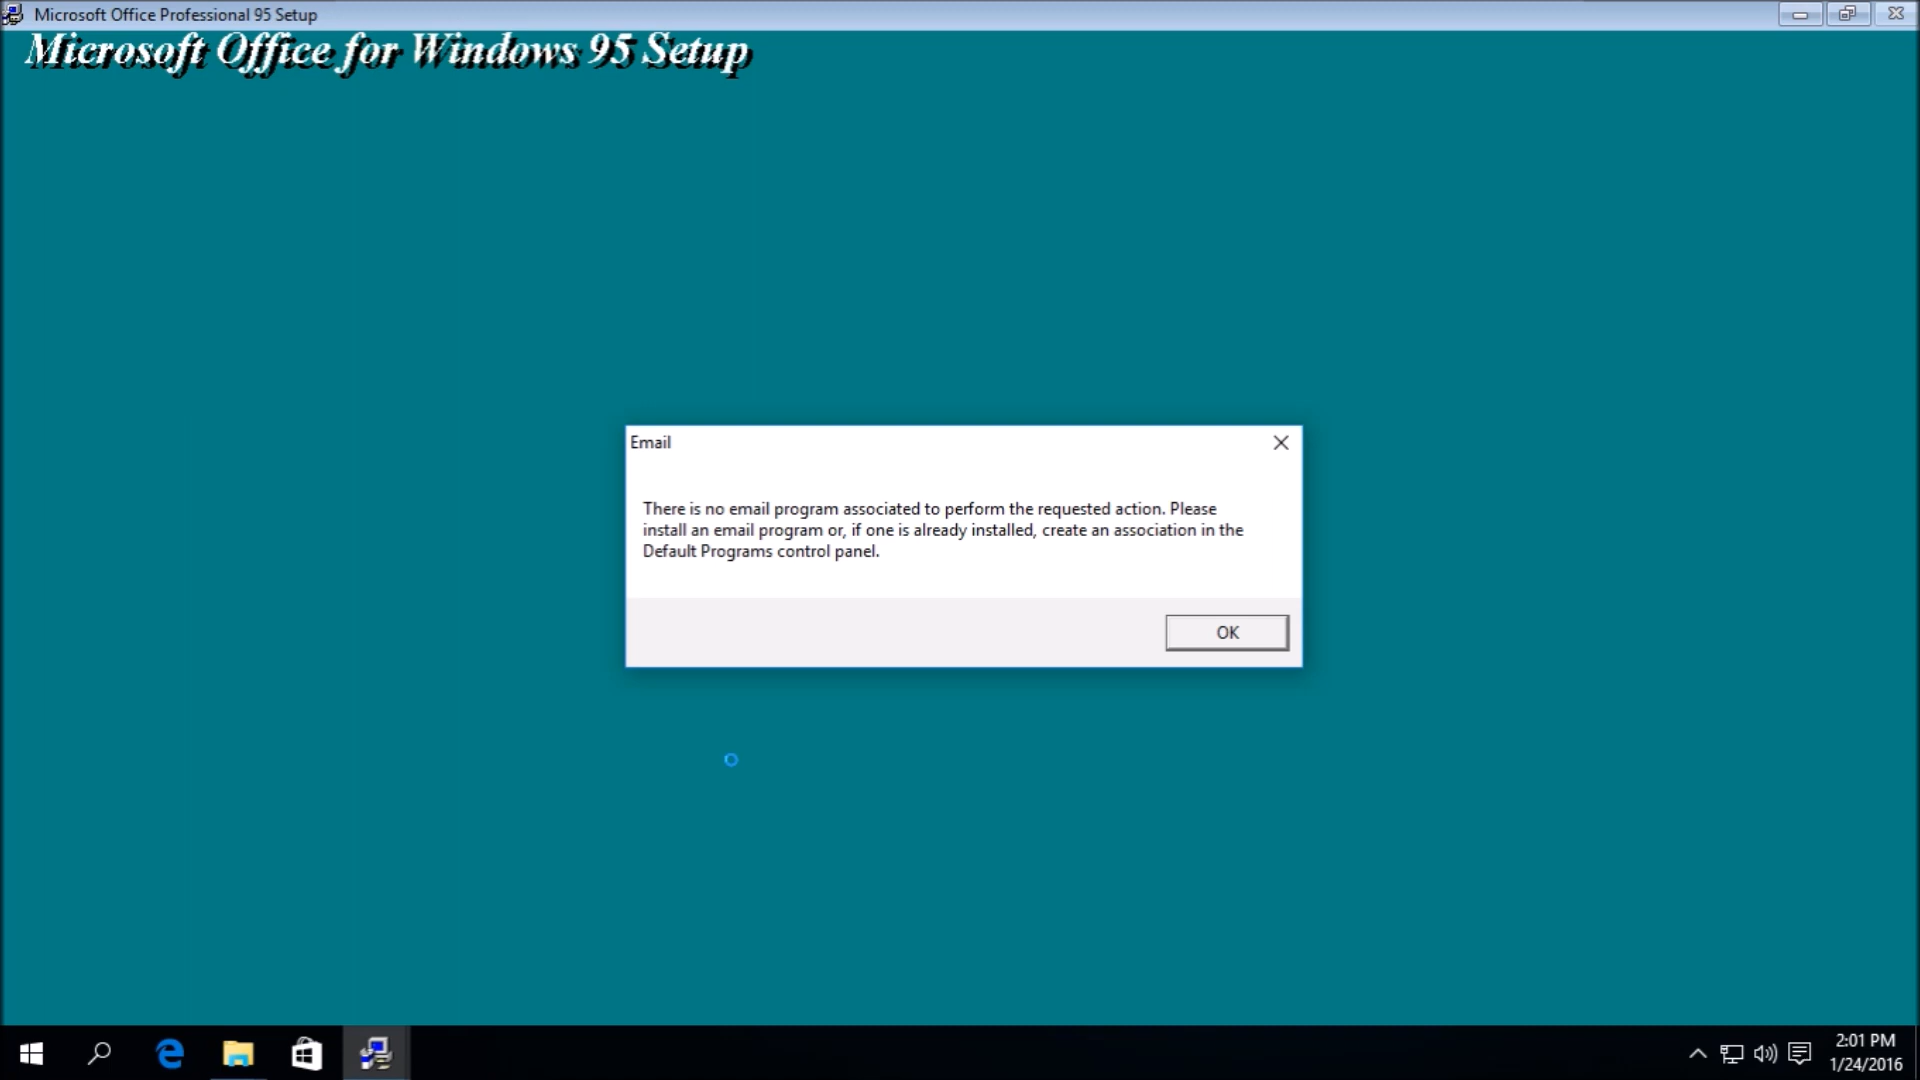 Microsoft Office Professional 95 Setup
Microsoft Office for Windows 95 Setup
Email
There is no email program associated to perform the requested action. Please
install an email program or, if one is already installed, create an association in the
Default Programs control panel.
OK
2:01 PM
1/24/2016